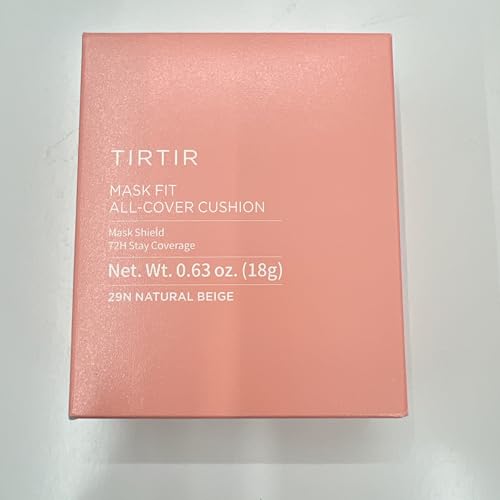 TIRTIR
MASK FIT
ALL-COVER CUSHION
Mask Shield
72H Stay Coverage
Net. Wt. 0.63 oz. (18g)
29N NATURAL BEIGE